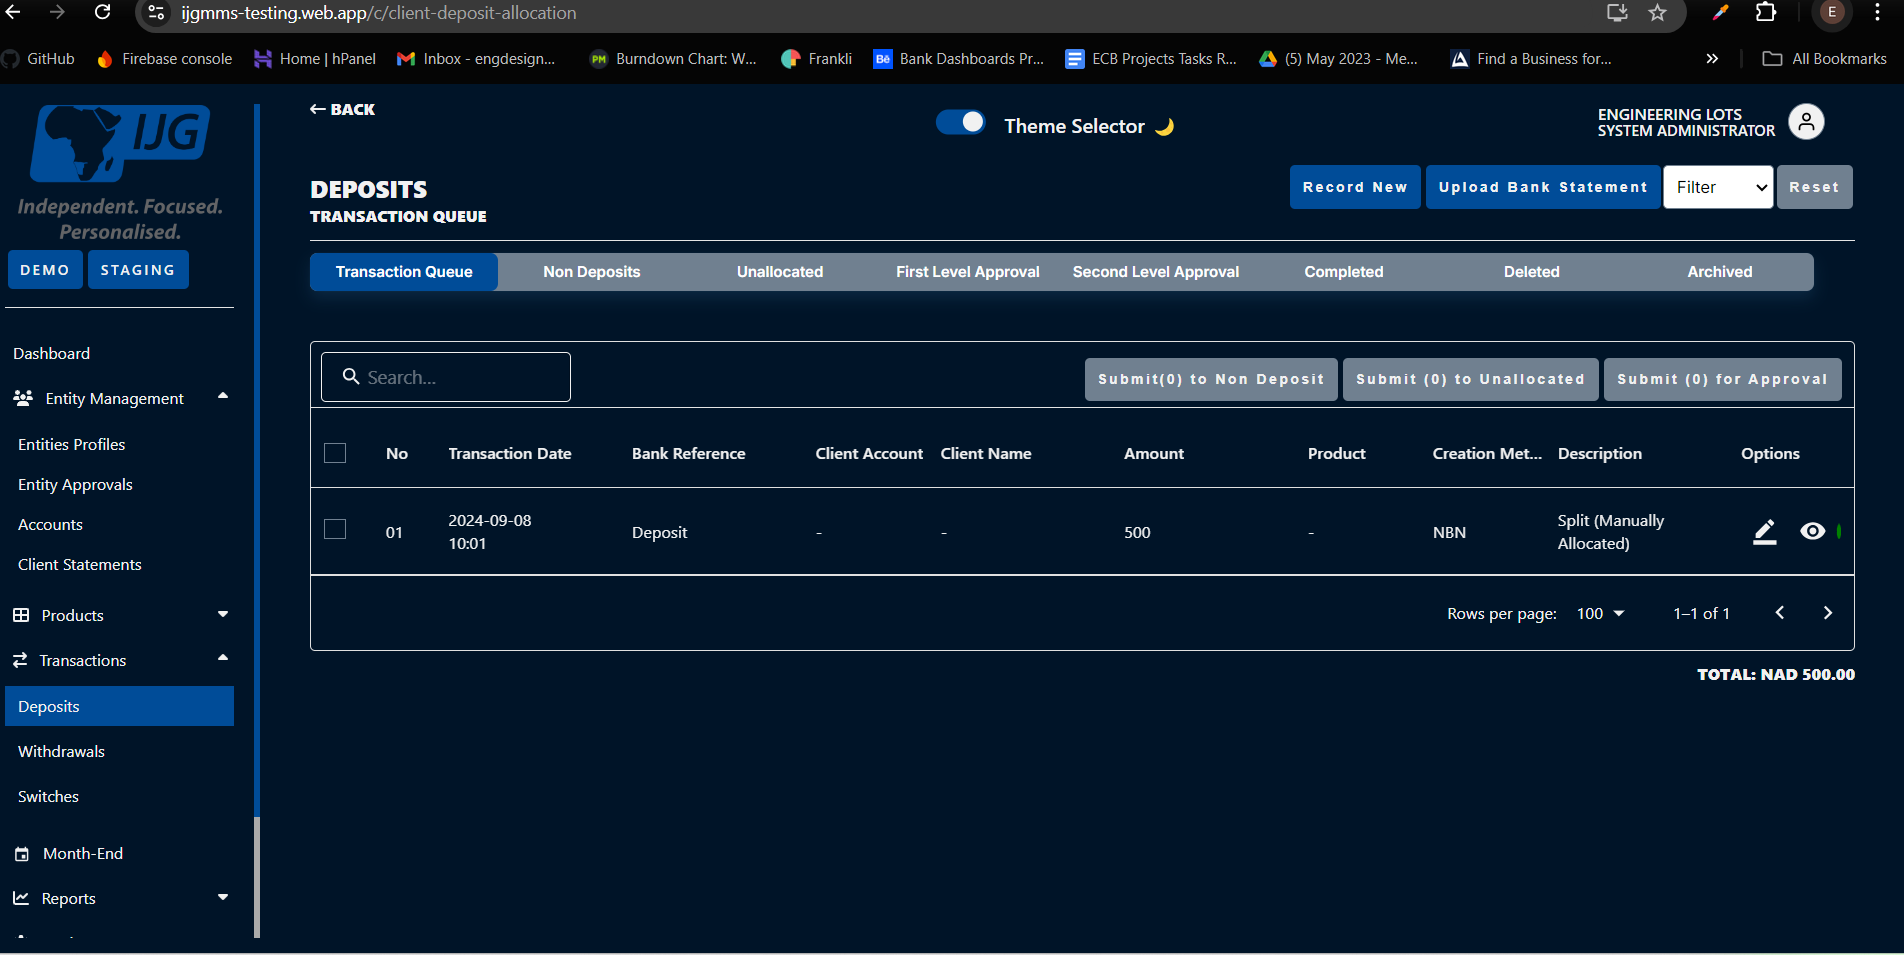 ijgmms-testing.web.app/c/client-deposit-allocation
E
GitHub
Firebase console
Home | hPanel
Inbox - engdesign...
PM
Burndown Chart: W...
Frankli
Bē
Bank Dashboards Pr...
ECB Projects Tasks R...
(5) May 2023 - Me...
Find a Business for...
»
All Bookmarks
IJG
Independent. Focused.
Personalised.
DEMO
STAGING
Dashboard
Entity Management
Entities Profiles
Entity Approvals
Accounts
Client Statements
Products
Transactions
Deposits
Withdrawals
Switches
Month-End
Reports
← BACK
Theme Selector 🌙
ENGINEERING LOTS
SYSTEM ADMINISTRATOR
DEPOSITS
TRANSACTION QUEUE
Record New
Upload Bank Statement
Filter
Reset
Transaction Queue
Non Deposits
Unallocated
First Level Approval
Second Level Approval
Completed
Deleted
Archived
Search...
Submit(0) to Non Deposit
Submit (0) to Unallocated
Submit (0) for Approval
No
Transaction Date
Bank Reference
Client Account
Client Name
Amount
Product
Creation Met...
Description
Options
01
2024-09-08
10:01
Deposit
-
-
500
-
NBN
Split (Manually
Allocated)
Rows per page:
100
1–1 of 1
TOTAL: NAD 500.00